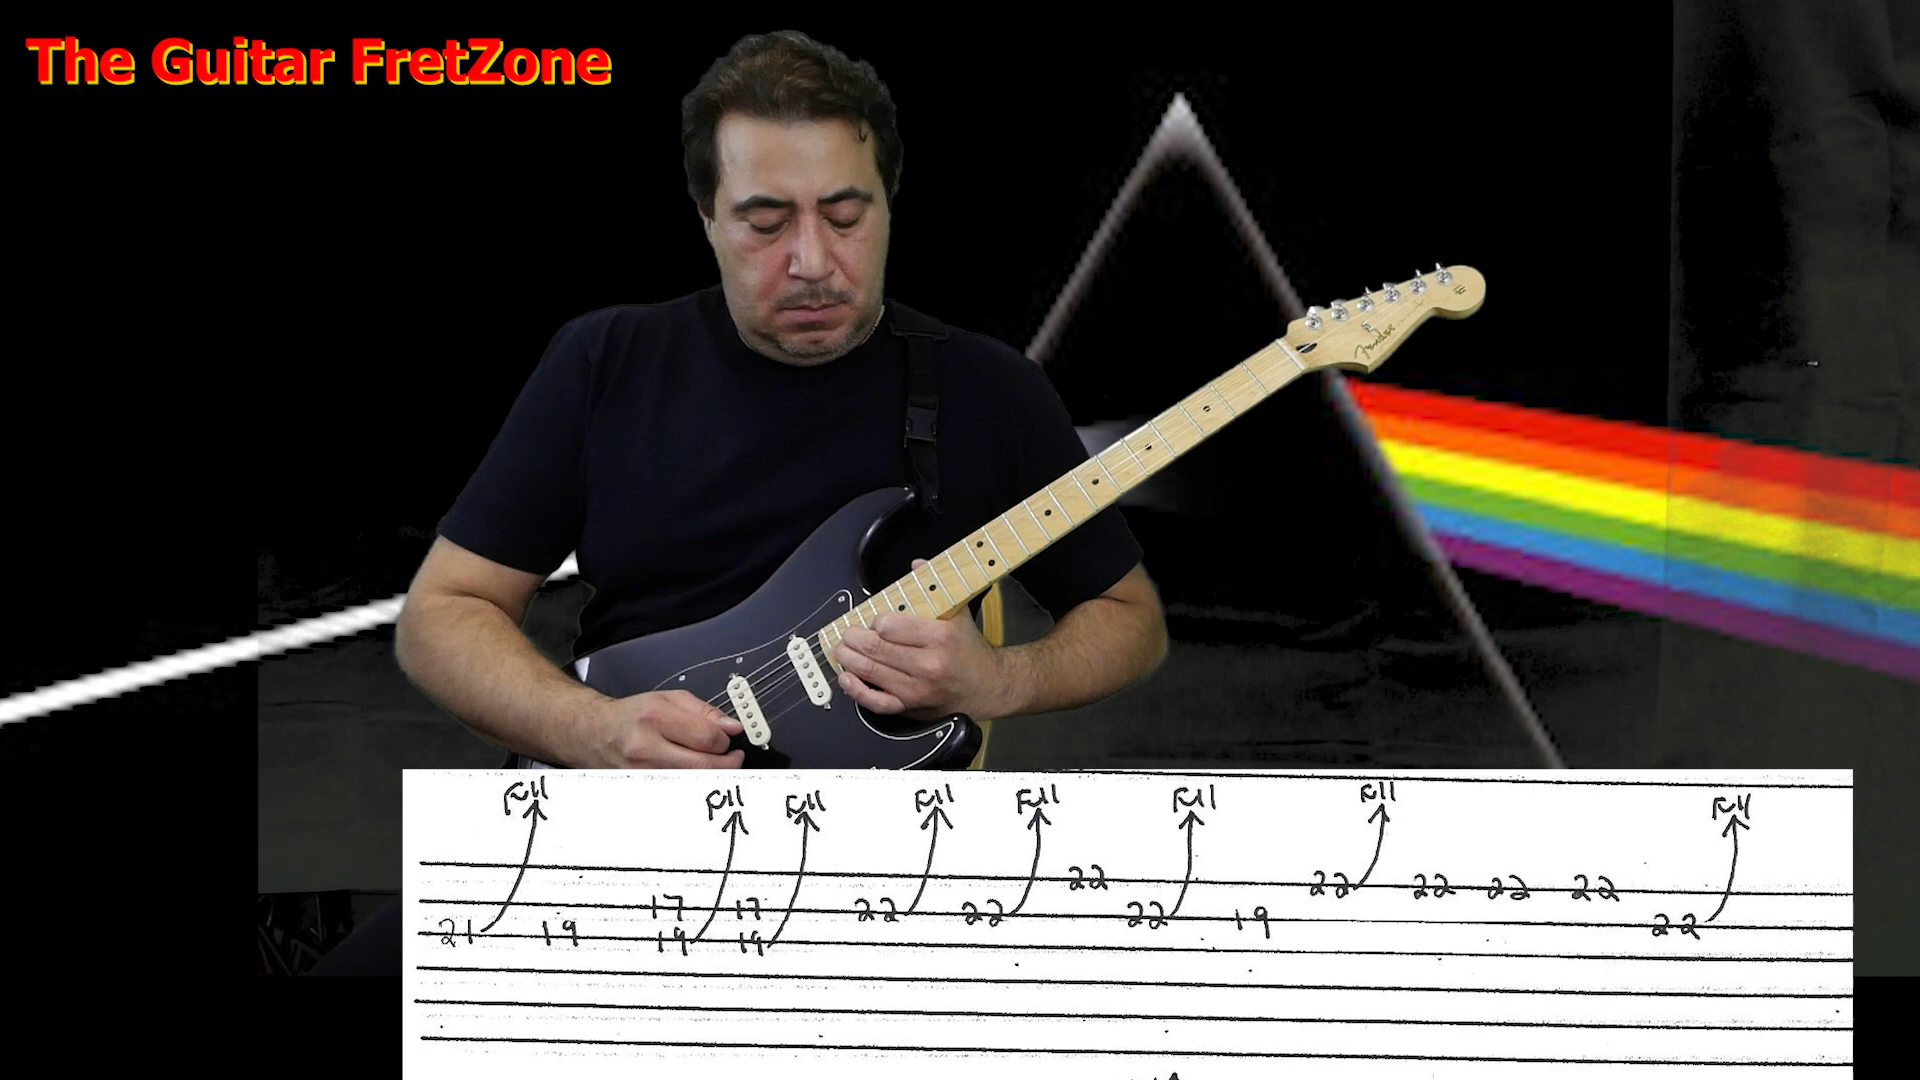 The Guitar FretZone
Fender
Full Full Full Full Full Full Full Full
22 22 22 22 22
17 17 22 22 22 19 22
21 19 19 19